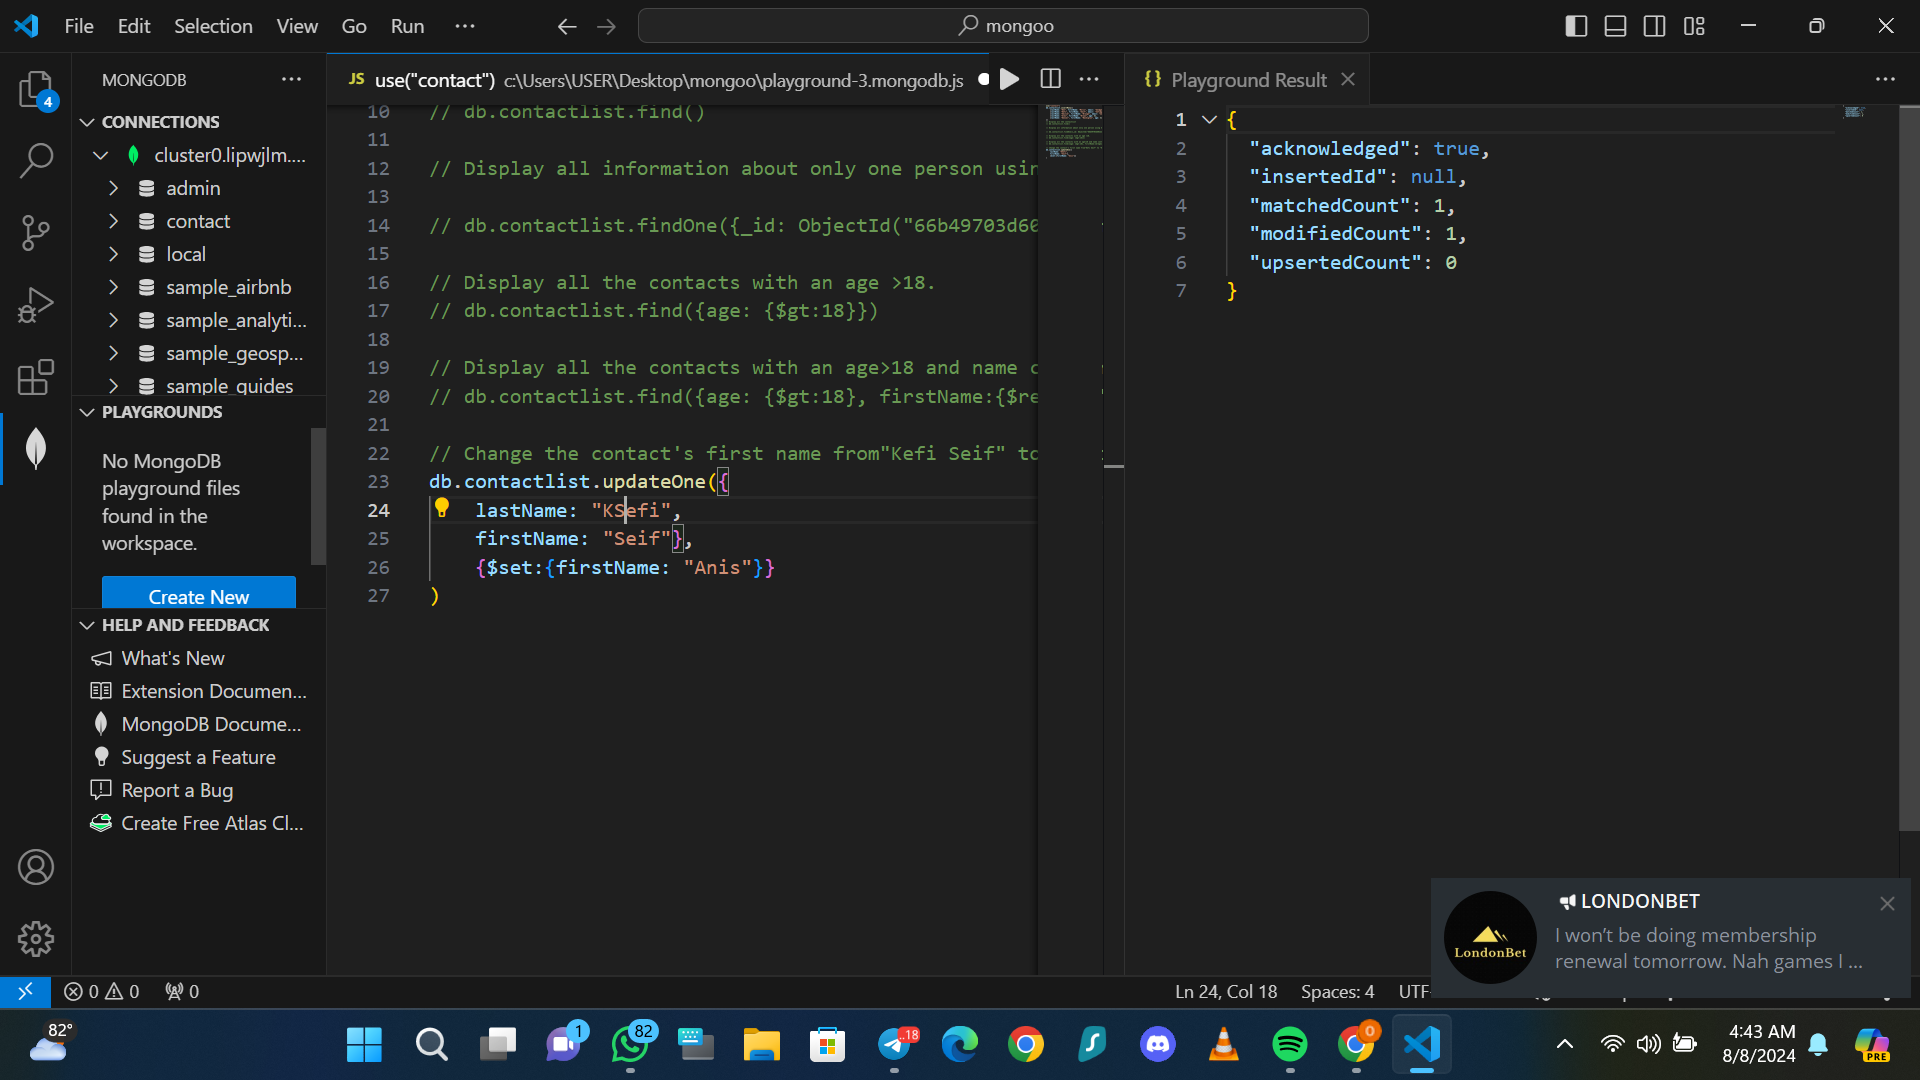 File Edit Selection View Go Run ···
mongoo
MONGODB
CONNECTIONS
cluster0.lipwjlm....
admin
contact
local
sample_airbnb
sample_analyti...
sample_geosp...
sample_guides
PLAYGROUNDS
No MongoDB
playground files
found in the
workspace.
Create New
HELP AND FEEDBACK
What's New
Extension Documen...
MongoDB Docume...
Suggest a Feature
Report a Bug
Create Free Atlas Cl...
4
JS use("contact") c:\Users\USER\Desktop\mongoo\playground-3.mongodb.js
10 // db.contactlist.find()
11
12 // Display all information about only one person usin
13
14 // db.contactlist.findOne({_id: ObjectId("66b49703d60
15
16 // Display all the contacts with an age >18.
17 // db.contactlist.find({age: {$gt:18}})
18
19 // Display all the contacts with an age>18 and name c
20 // db.contactlist.find({age: {$gt:18}, firstName:{$re
21
22 // Change the contact's first name from"Kefi Seif" to
23 db.contactlist.updateOne({
24 lastName: "KSefi",
25 firstName: "Seif"},
26 {$set:{firstName: "Anis"}}
27 )
{} Playground Result
1 {
2 "acknowledged": true,
3 "insertedId": null,
4 "matchedCount": 1,
5 "modifiedCount": 1,
6 "upsertedCount": 0
7 }
LONDONBET
I won't be doing membership
renewal tomorrow. Nah games I ...
LondonBet
0 0 0
Ln 24, Col 18 Spaces: 4 UTF-
82°
1
82
..18
0
4:43 AM
8/8/2024
PRE